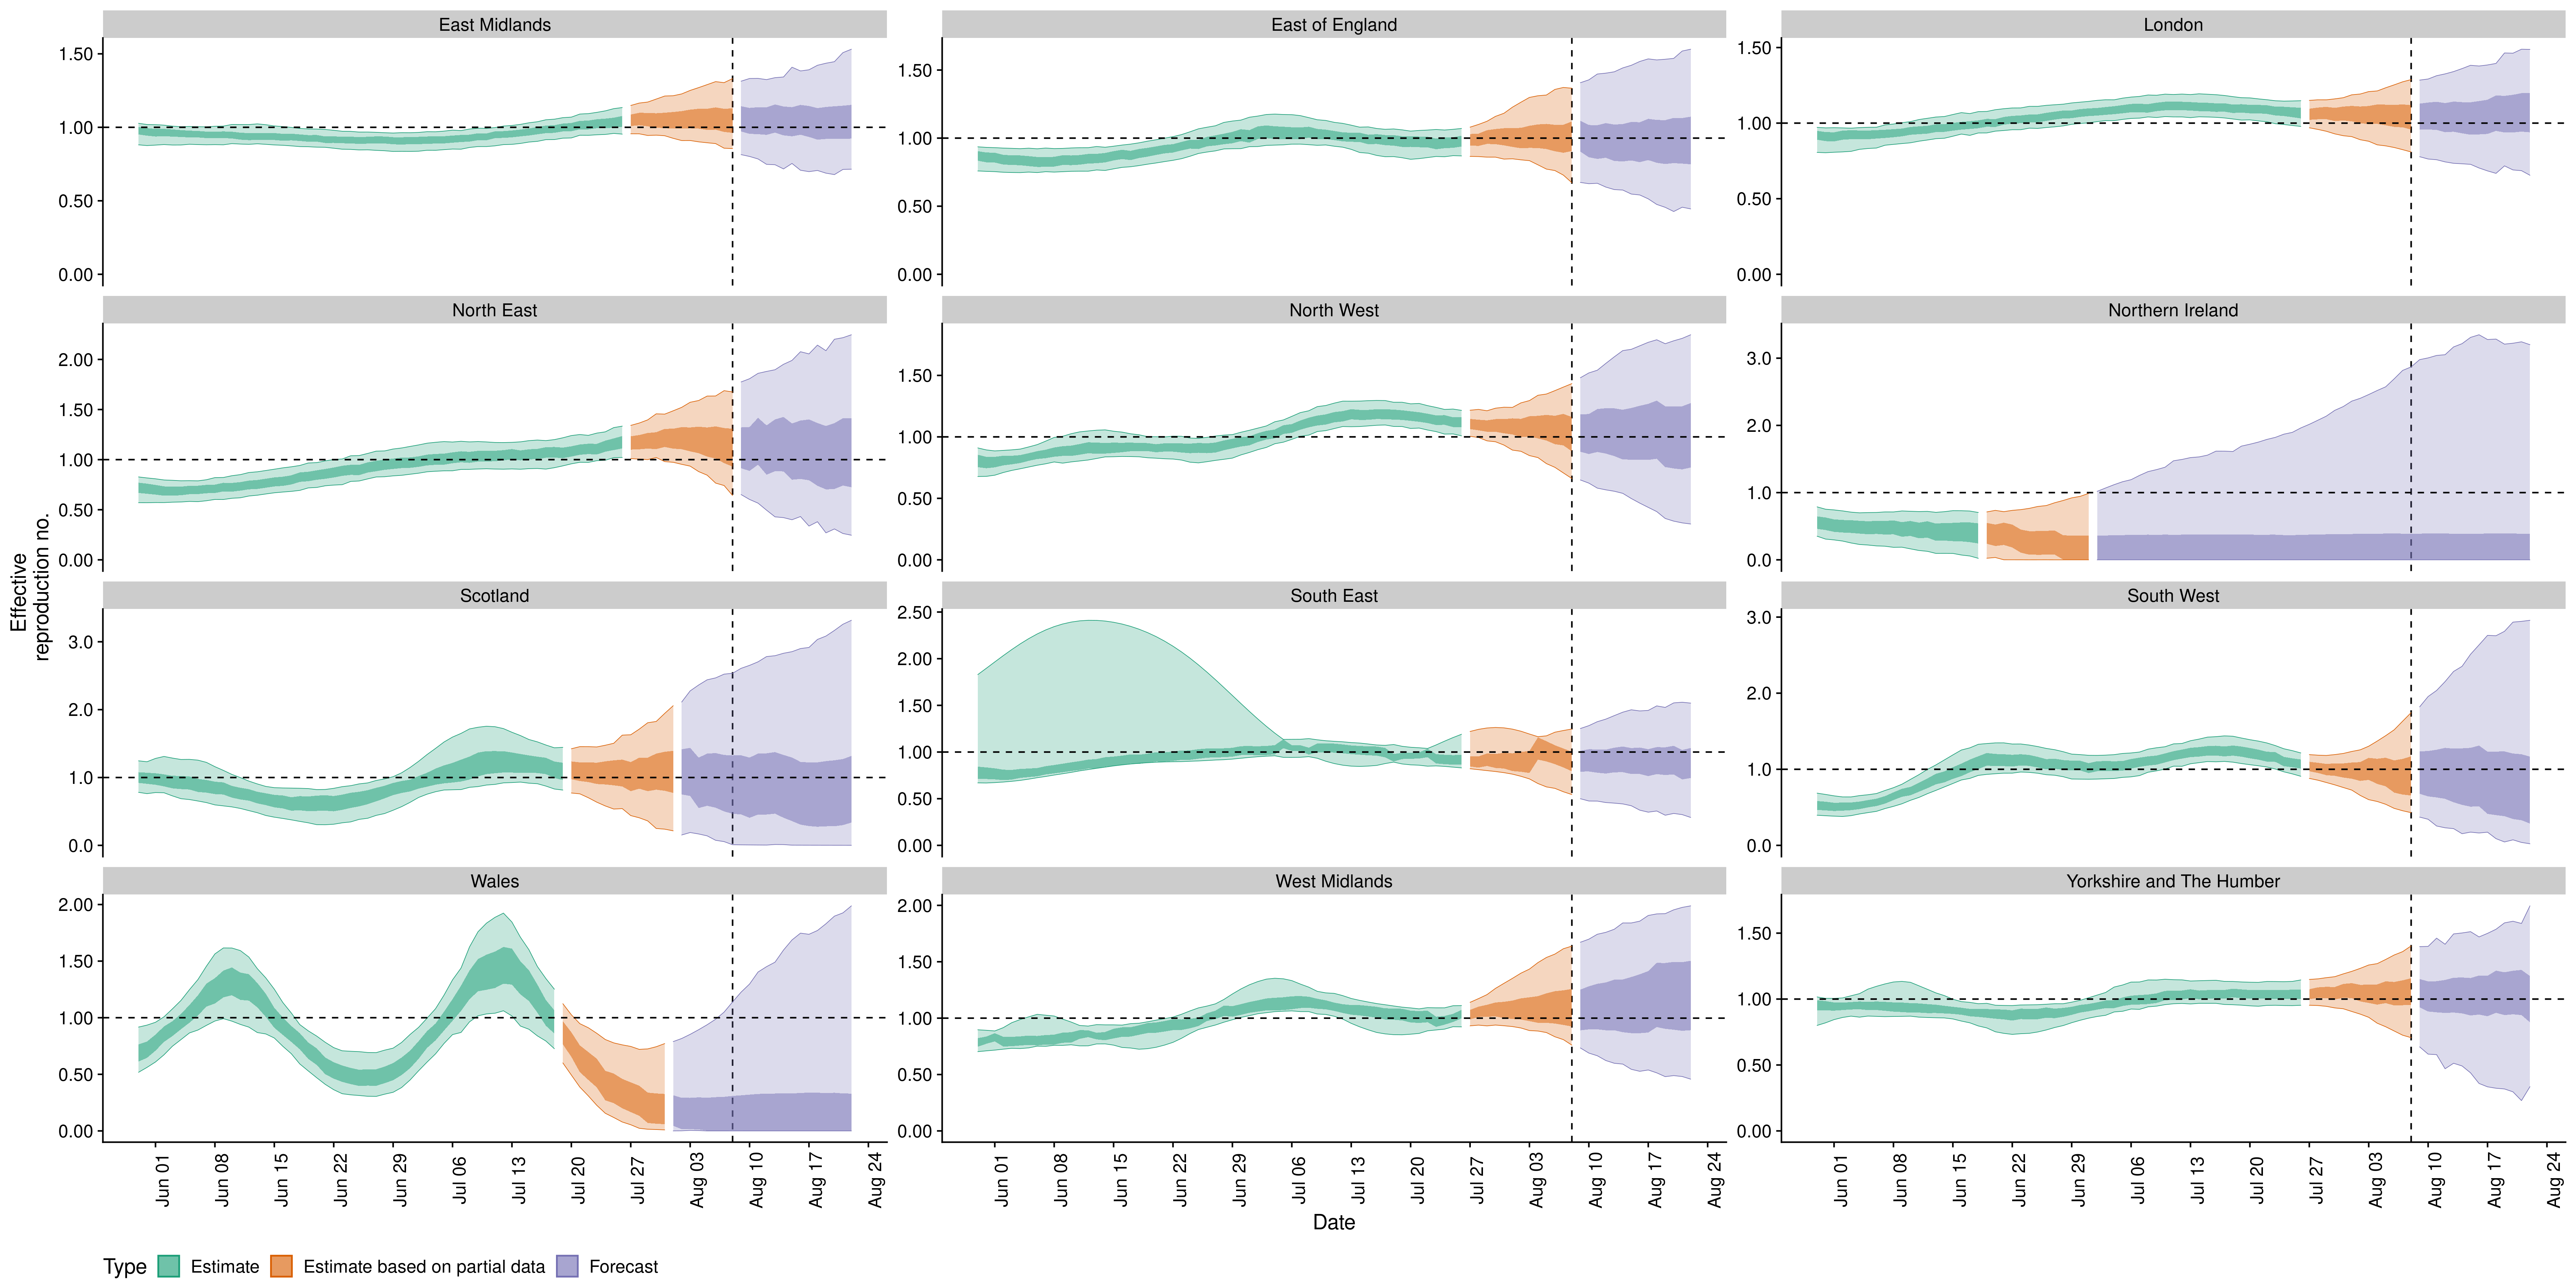 East Midlands
East of England
London
1.50
1.00
0.50
0.00
1.50
1.00
0.50
0.00
1.50
1.00
0.50
0.00
North East
North West
Northern Ireland
2.00
1.50
1.00
0.50
0.00
1.50
1.00
0.50
0.00
3.0
2.0
1.0
0.0
Effective
reproduction no.
Scotland
South East
South West
3.0
2.0
1.0
0.0
2.50
2.00
1.50
1.00
0.50
0.00
3.0
2.0
1.0
0.0
Wales
West Midlands
Yorkshire and The Humber
2.00
1.50
1.00
0.50
0.00
2.00
1.50
1.00
0.50
0.00
1.50
1.00
0.50
0.00
Jun 01
Jun 08
Jun 15
Jun 22
Jun 29
Jul 06
Jul 13
Jul 20
Jul 27
Aug 03
Aug 10
Aug 17
Aug 24
Jun 01
Jun 08
Jun 15
Jun 22
Jun 29
Jul 06
Jul 13
Jul 20
Jul 27
Aug 03
Aug 10
Aug 17
Aug 24
Jun 01
Jun 08
Jun 15
Jun 22
Jun 29
Jul 06
Jul 13
Jul 20
Jul 27
Aug 03
Aug 10
Aug 17
Aug 24
Date
Type Estimate Estimate based on partial data Forecast